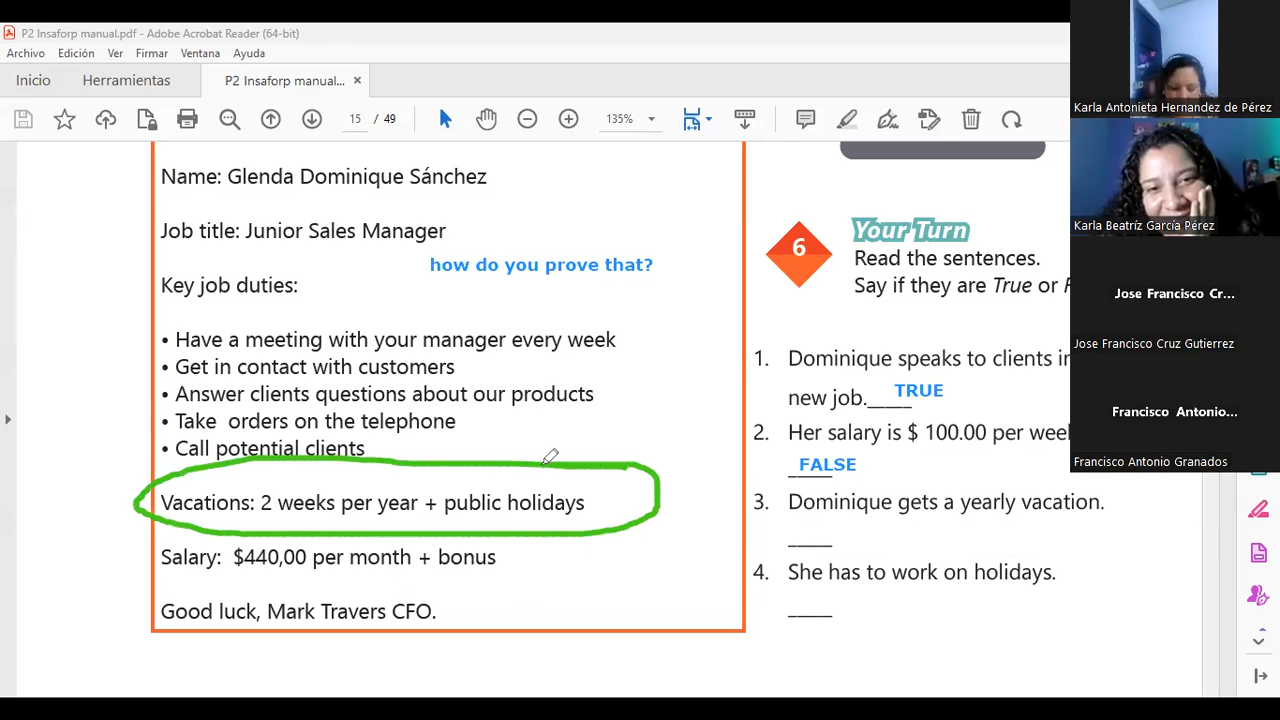 P2 Insaforp manual.pdf - Adobe Acrobat Reader (64-bit)
Archivo Edición Ver Firmar Ventana Ayuda
Inicio Herramientas P2 Insaforp manual... ×
15 / 49 135%
Name: Glenda Dominique Sánchez
Job title: Junior Sales Manager
how do you prove that?
Key job duties:
• Have a meeting with your manager every week
• Get in contact with customers
• Answer clients questions about our products
• Take orders on the telephone
• Call potential clients
Vacations: 2 weeks per year + public holidays
Salary: $440,00 per month + bonus
Good luck, Mark Travers CFO.
6 Your Turn
Read the sentences.
Say if they are True or
1. Dominique speaks to clients in
new job._____ TRUE
2. Her salary is $ 100.00 per week
_____ FALSE
3. Dominique gets a yearly vacation.
_____
4. She has to work on holidays.
_____
Karla Antonieta Hernandez de Pérez
Karla Beatríz García Pérez
Jose Francisco Cr...
Jose Francisco Cruz Gutierrez
Francisco Antonio...
Francisco Antonio Granados